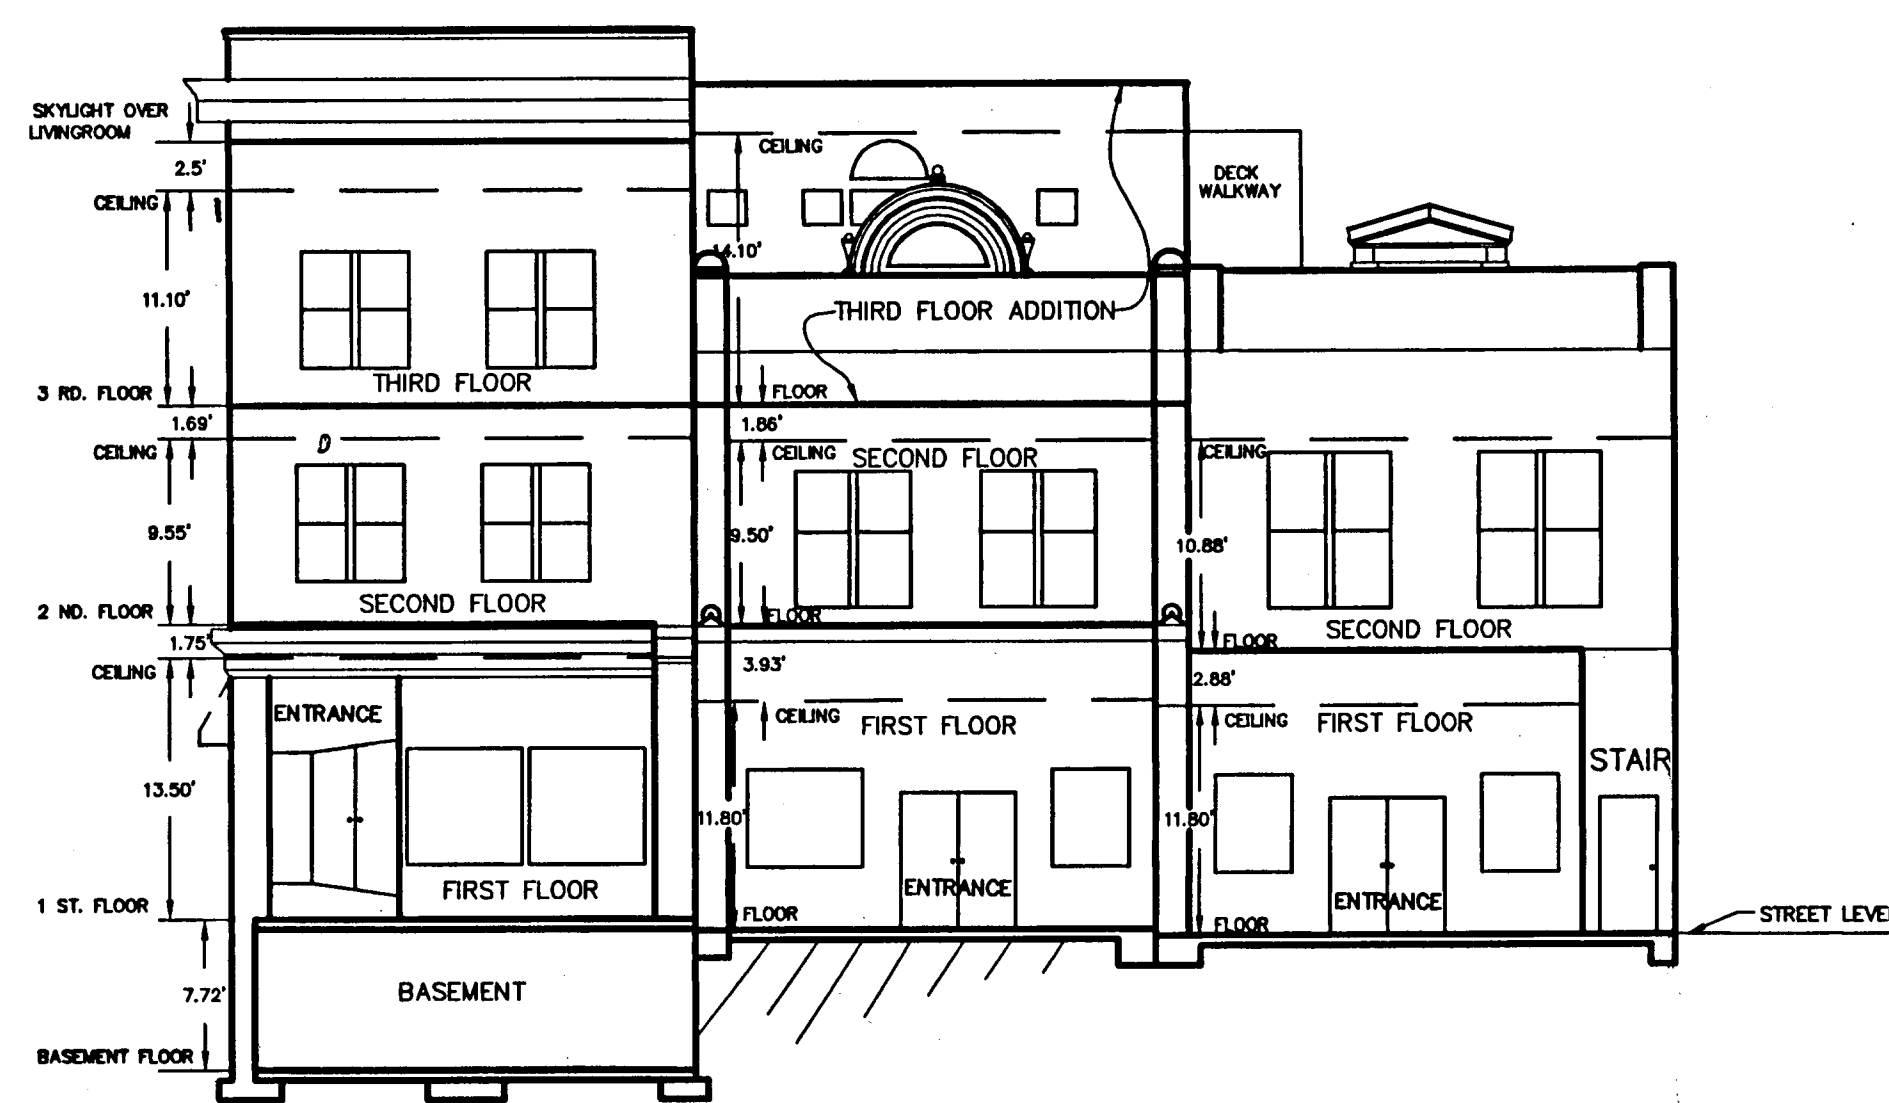 SKYLIGHT OVER
LIVINGROOM
2.5'
CEILING
11.10'
3 RD. FLOOR
1.69'
CEILING
9.55'
2 ND. FLOOR
1.75'
CEILING
13.50'
1 ST. FLOOR
7.72'
BASEMENT FLOOR
THIRD FLOOR
SECOND FLOOR
ENTRANCE
FIRST FLOOR
BASEMENT
CEILING
14.10'
THIRD FLOOR ADDITION
FLOOR
1.86'
CEILING
SECOND FLOOR
9.50'
FLOOR
3.93'
CEILING
FIRST FLOOR
11.80'
ENTRANCE
FLOOR
DECK
WALKWAY
CEILING
10.88'
SECOND FLOOR
FLOOR
2.88'
CEILING
FIRST FLOOR
STAIR
11.80'
ENTRANCE
FLOOR
STREET LEVE